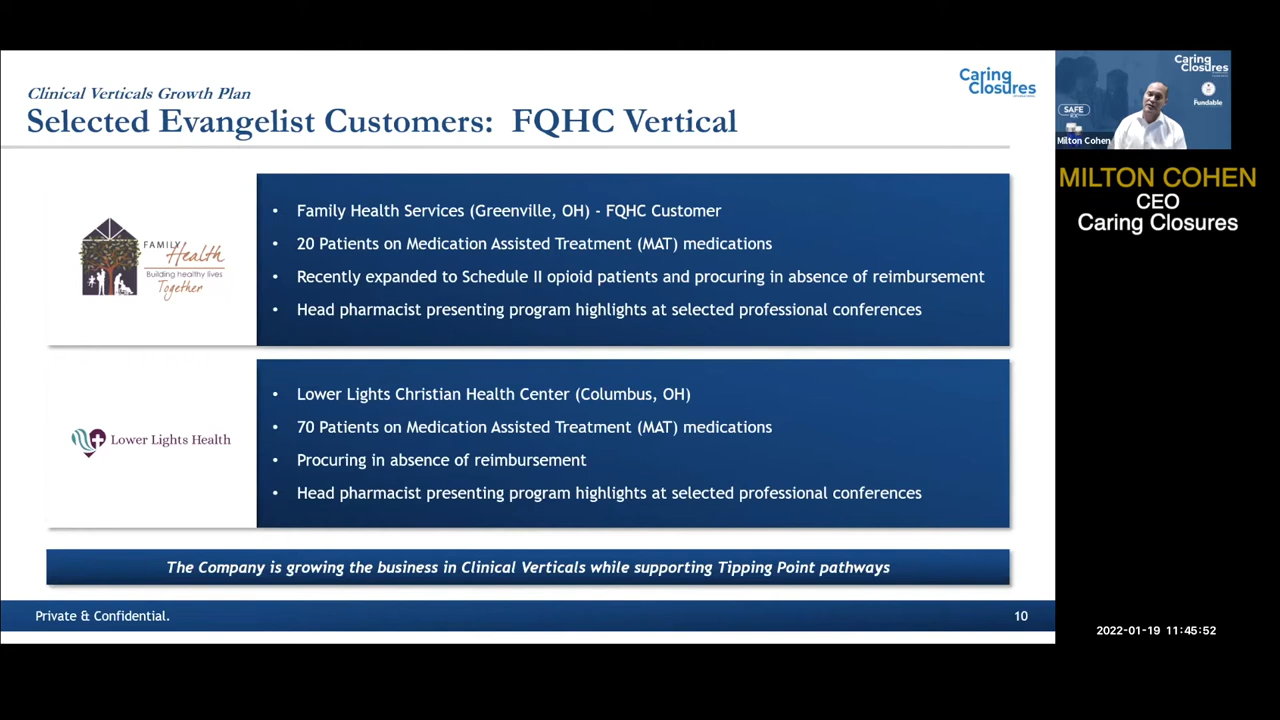 Clinical Verticals Growth Plan
Selected Evangelist Customers: FQHC Vertical
Caring
Closures
FAMILY
Health
Building healthy lives
Together
• Family Health Services (Greenville, OH) - FQHC Customer
• 20 Patients on Medication Assisted Treatment (MAT) medications
• Recently expanded to Schedule II opioid patients and procuring in absence of reimbursement
• Head pharmacist presenting program highlights at selected professional conferences
Lower Lights Health
• Lower Lights Christian Health Center (Columbus, OH)
• 70 Patients on Medication Assisted Treatment (MAT) medications
• Procuring in absence of reimbursement
• Head pharmacist presenting program highlights at selected professional conferences
The Company is growing the business in Clinical Verticals while supporting Tipping Point pathways
Private & Confidential.
10
Caring
Closures
Fundable
SAFE
Milton Cohen
MILTON COHEN
CEO
Caring Closures
2022-01-19 11:45:52